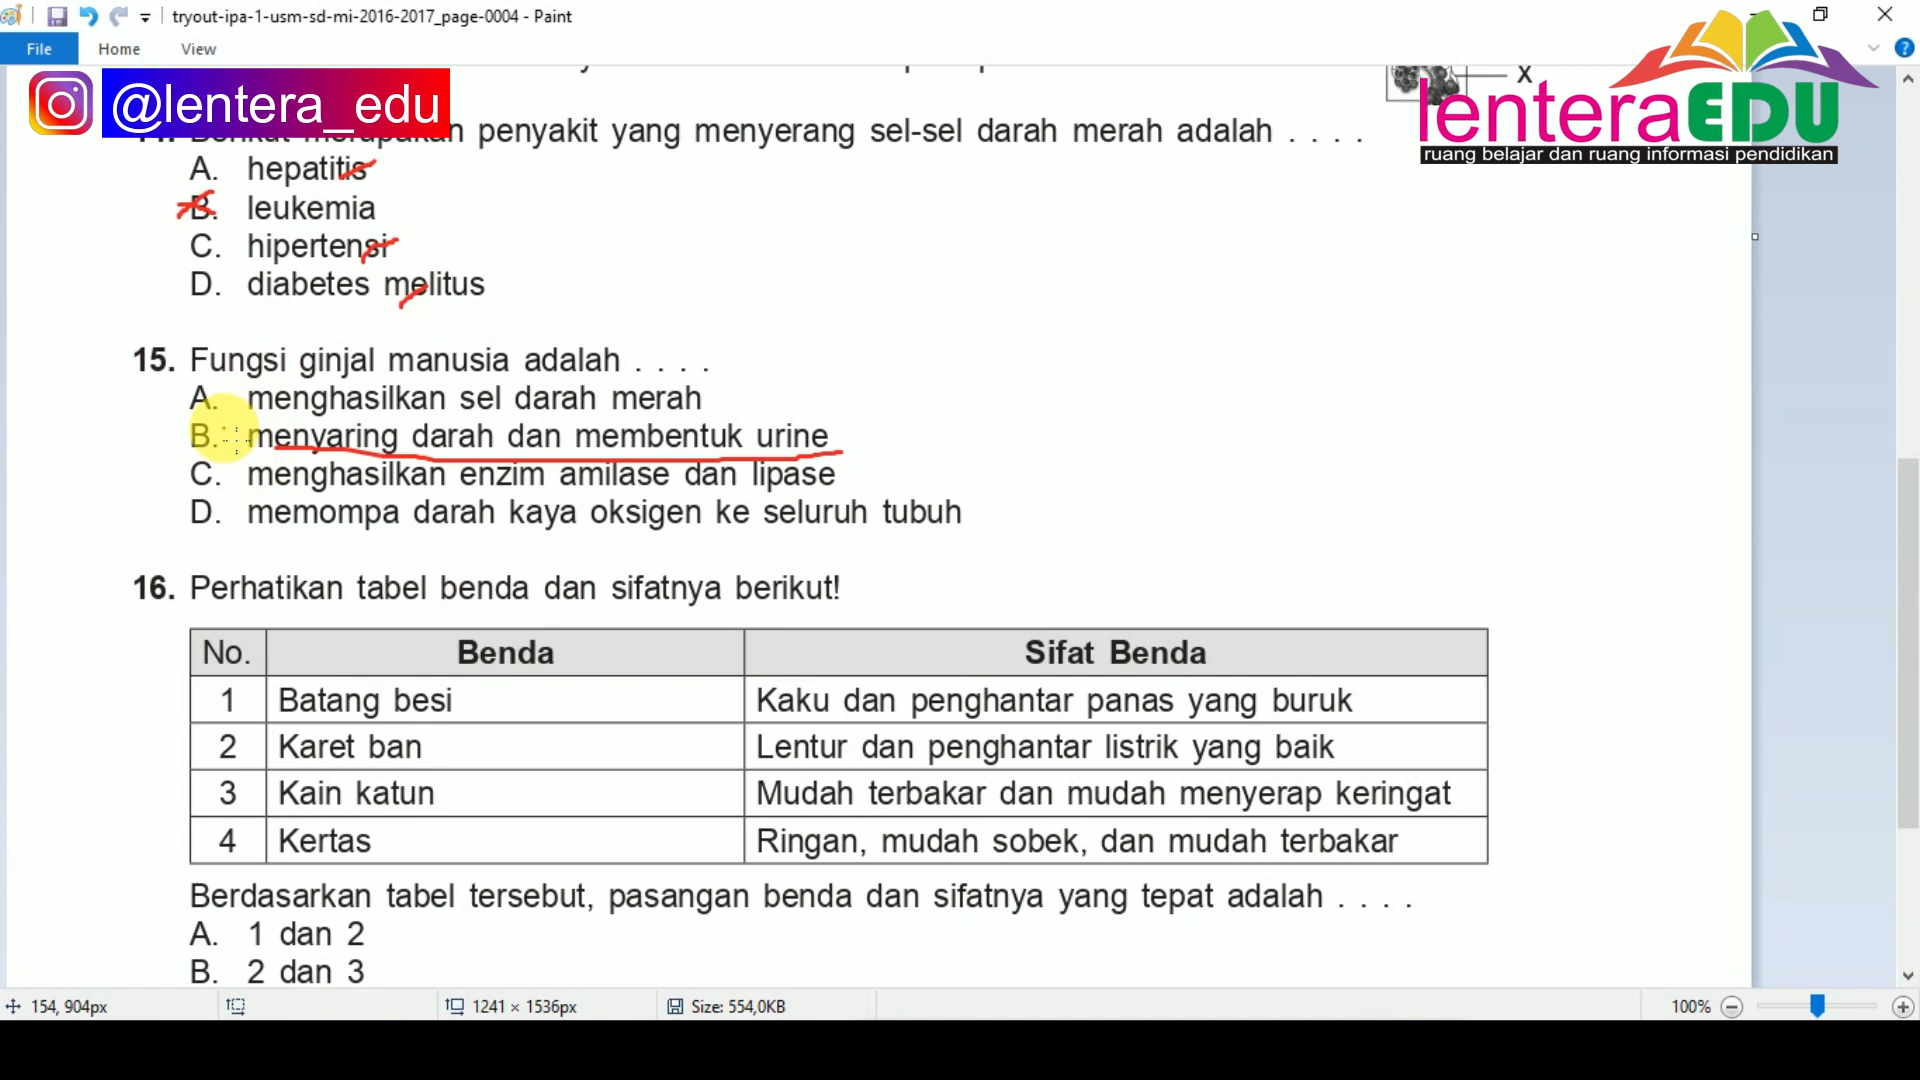 tryout-ipa-1-usm-sd-mi-2016-2017_page-0004 - Paint
File Home View
@lentera_edu
X
lenteraEDU
ruang belajar dan ruang informasi pendidikan
penyakit yang menyerang sel-sel darah merah adalah . . . .
A. hepatitis
B. leukemia
C. hipertensi
D. diabetes melitus
15. Fungsi ginjal manusia adalah . . . .
A. menghasilkan sel darah merah
B. menyaring darah dan membentuk urine
C. menghasilkan enzim amilase dan lipase
D. memompa darah kaya oksigen ke seluruh tubuh
16. Perhatikan tabel benda dan sifatnya berikut!
No. Benda Sifat Benda
1 Batang besi Kaku dan penghantar panas yang buruk
2 Karet ban Lentur dan penghantar listrik yang baik
3 Kain katun Mudah terbakar dan mudah menyerap keringat
4 Kertas Ringan, mudah sobek, dan mudah terbakar
Berdasarkan tabel tersebut, pasangan benda dan sifatnya yang tepat adalah . . . .
A. 1 dan 2
B. 2 dan 3
154, 904px 1241 × 1536px Size: 554,0KB 100%